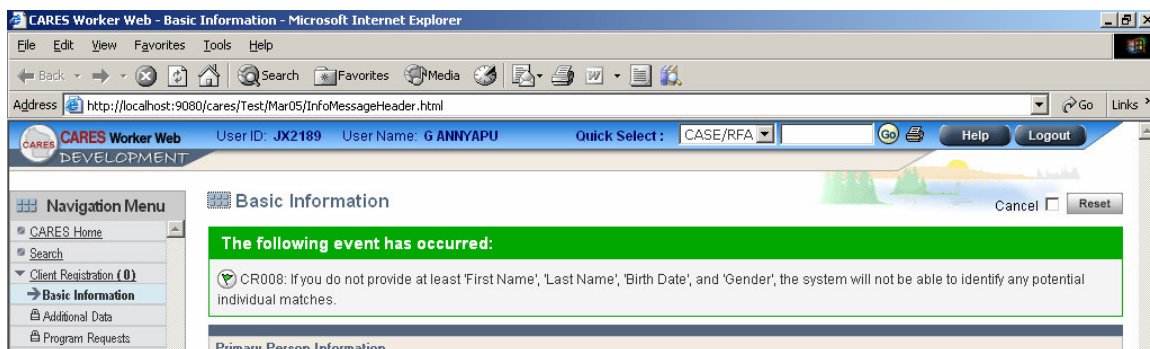 CARES Worker Web - Basic Information - Microsoft Internet Explorer
File Edit View Favorites Tools Help
Back Search Favorites Media
Address http://localhost:9080/cares/Test/Mar05/InfoMessageHeader.html Go Links
CARES CARES Worker Web User ID: JX2189 User Name: G ANNYAPU Quick Select: CASE/RFA Go Help Logout
DEVELOPMENT
Navigation Menu Basic Information Cancel Reset
CARES Home
Search
Client Registration (0)
Basic Information
Additional Data
Program Requests
The following event has occurred:
CR008: If you do not provide at least 'First Name', 'Last Name', 'Birth Date', and 'Gender', the system will not be able to identify any potential
individual matches.
Primary Person Information